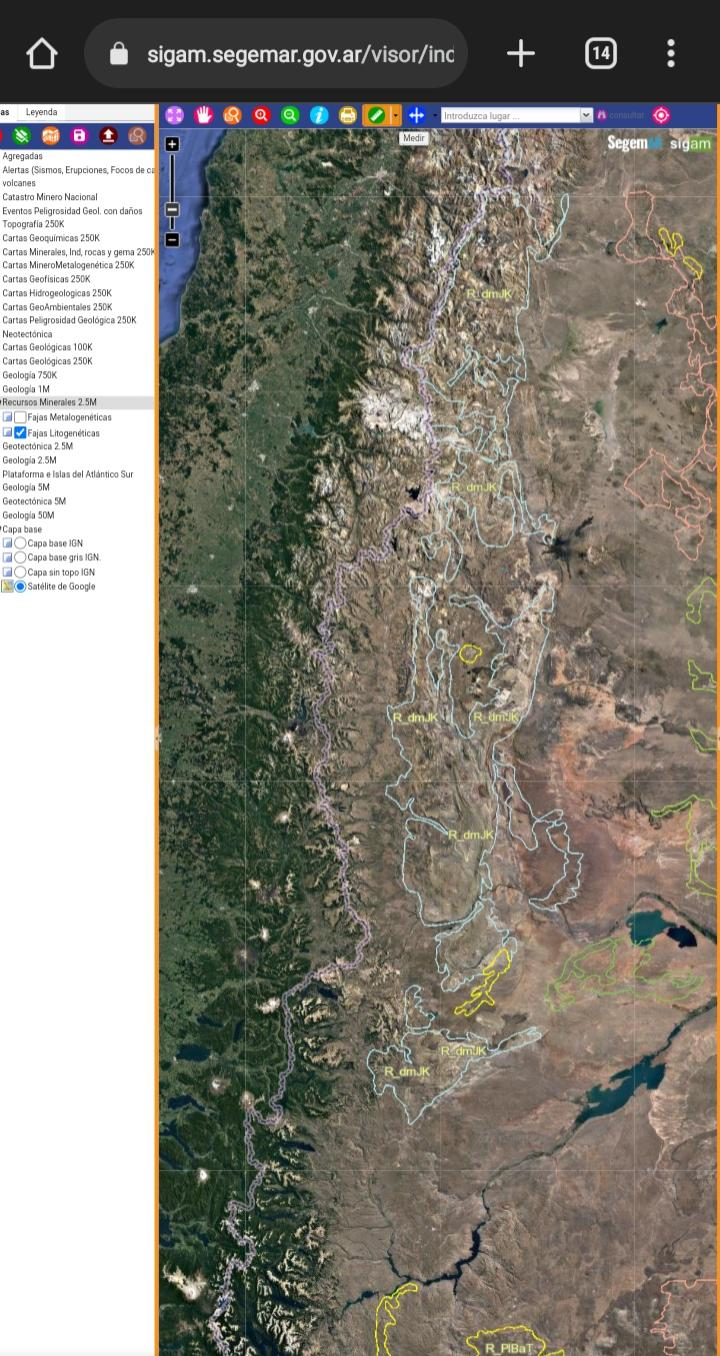 sigam.segemar.gov.ar/visor/ind
14
as Leyenda
Introduzca lugar ...
consultar
Medir
Segemar sigam
Agregadas
Alertas (Sismos, Erupciones, Focos de ca
volcanes
Catastro Minero Nacional
Eventos Peligrosidad Geol. con daños
Topografía 250K
Cartas Geoquímicas 250K
Cartas Minerales, Ind, rocas y gema 250K
Cartas MineroMetalogenética 250K
Cartas Geofísicas 250K
Cartas Hidrogeologicas 250K
Cartas GeoAmbientales 250K
Cartas Peligrosidad Geológica 250K
Neotectónica
Cartas Geológicas 100K
Cartas Geológicas 250K
Geología 750K
Geología 1M
Recursos Minerales 2.5M
Fajas Metalogenéticas
Fajas Litogenéticas
Geotectónica 2.5M
Geología 2.5M
Plataforma e Islas del Atlántico Sur
Geología 5M
Geotectónica 5M
Geología 50M
Capa base
Capa base IGN
Capa base gris IGN.
Capa sin topo IGN
Satélite de Google
R_dmJK
R_dmJK
R_dmJK R_dmJK
R_dmJK
R_dmJK
R_dmJK
R_PlBaT